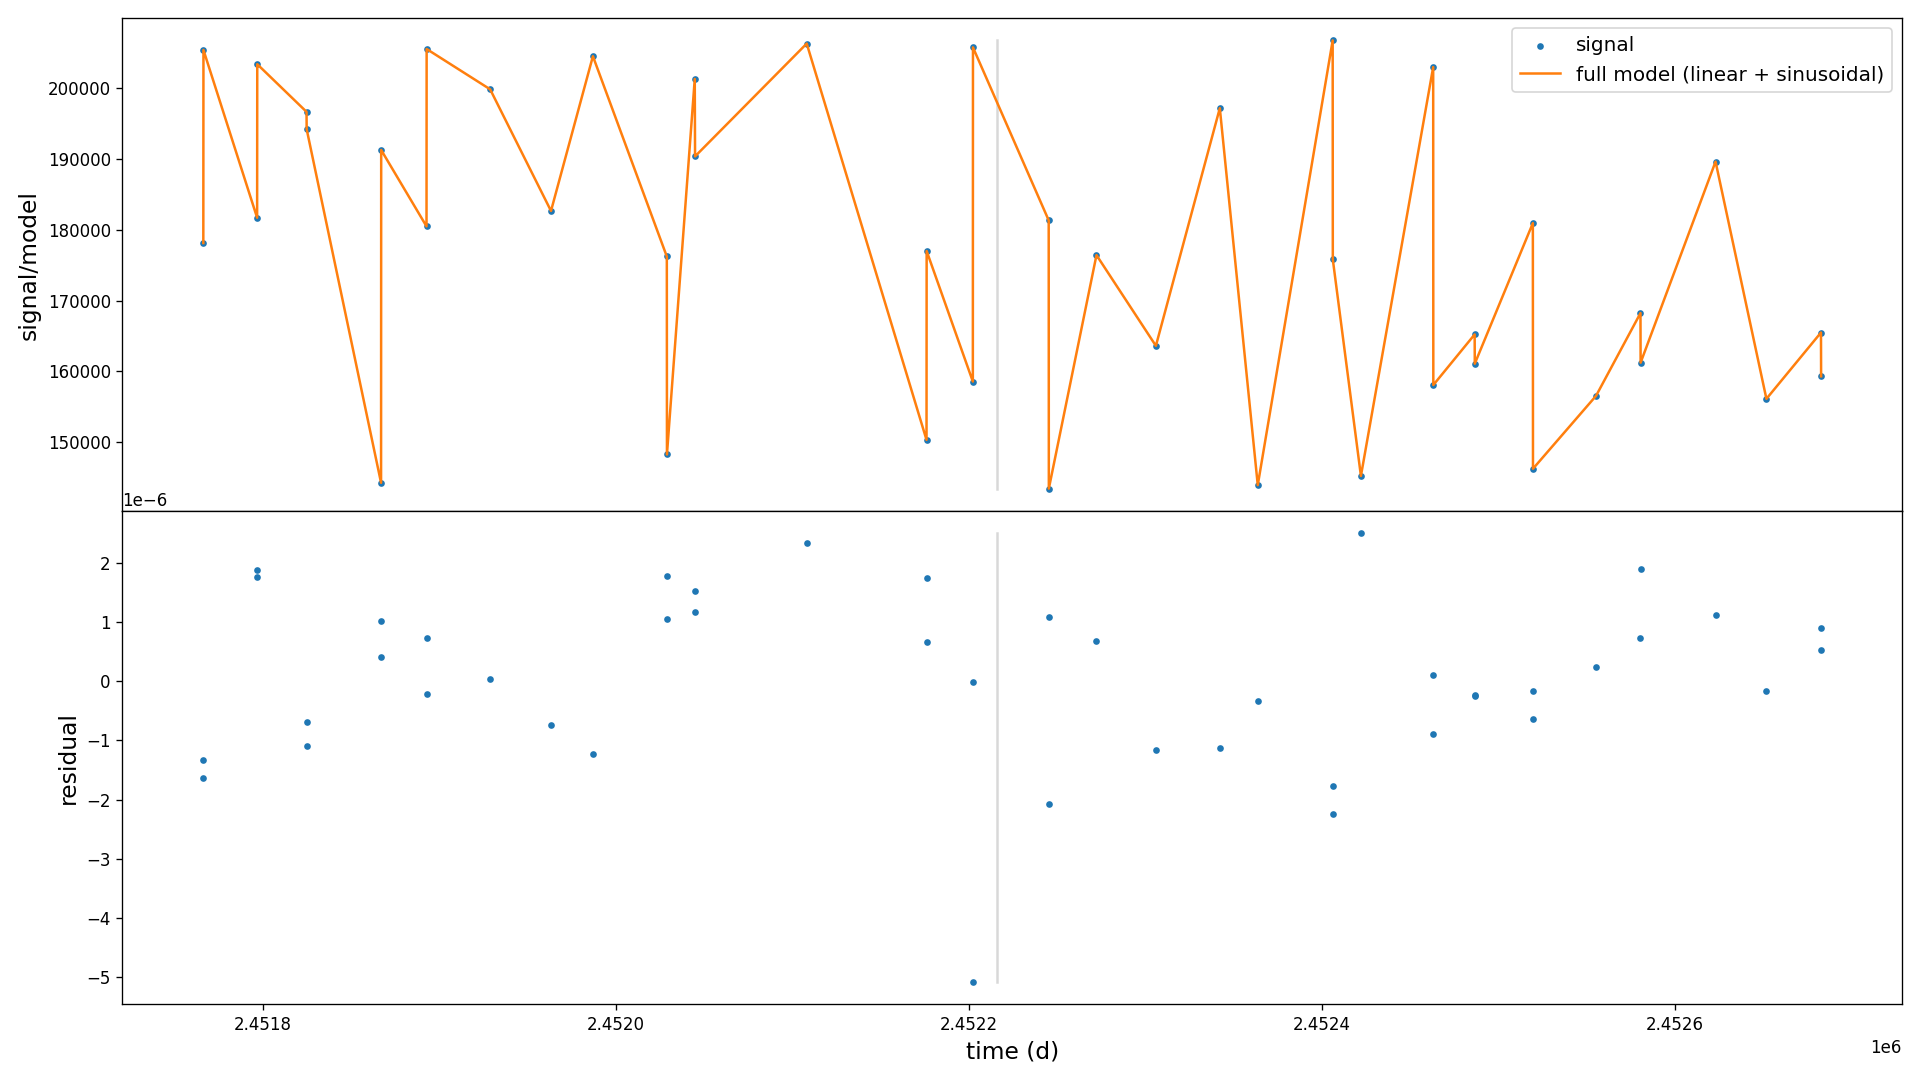 signal
full model (linear + sinusoidal)
200000
190000
180000
170000
160000
150000
signal/model
1e−6
2
1
0
−1
−2
−3
−4
−5
residual
2.4518
2.4520
2.4522
2.4524
2.4526
time (d)
1e6